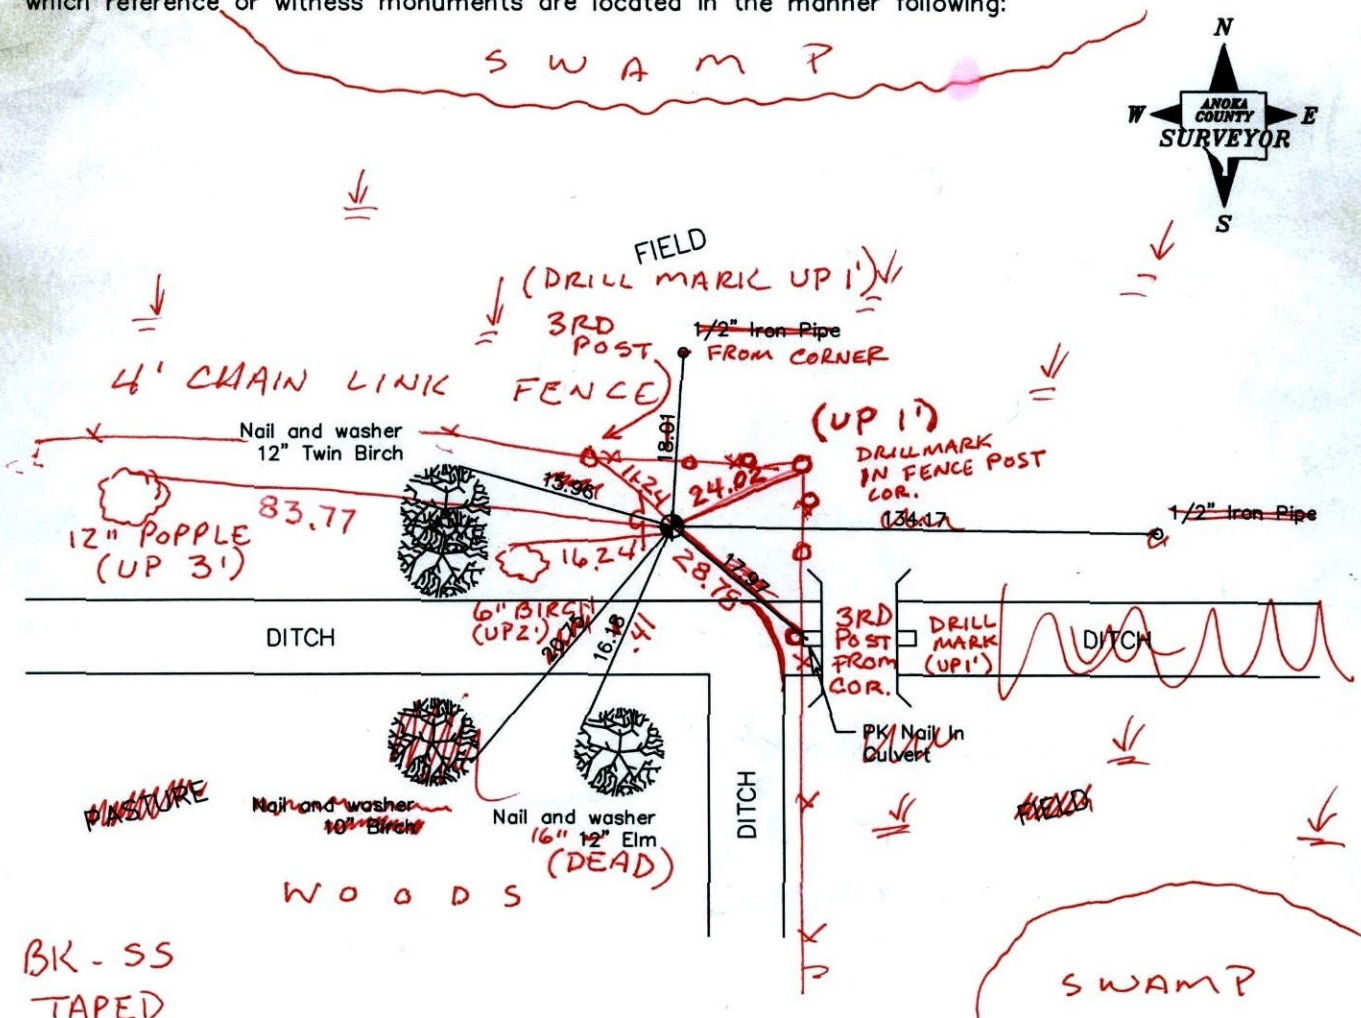 which reference or witness monuments are located in the manner following:
S W A M P
N
W
ANOKA
COUNTY
SURVEYOR
E
S
FIELD
(DRILL MARK UP 1')
3RD
POST
1/2" Iron Pipe
FROM CORNER
4' CHAIN LINK FENCE
(UP 1')
Nail and washer
12" Twin Birch
18.01
DRILLMARK
IN FENCE POST
COR.
13.96
11.24
24.02
83.77
134.17
1/2" Iron Pipe
12" POPPLE
(UP 3')
16.24
28.78
17.97
6" BIRCH
(UP 2')
DITCH
16.18
.41
3RD
POST
FROM
COR.
DRILL
MARK
(UP 1')
DITCH
PK Nail In
Culvert
PASTURE
Nail and washer
10" Birch
Nail and washer
16" 12" Elm
(DEAD)
DITCH
FIELD
W O O D S
BK - SS
TAPED
SWAMP